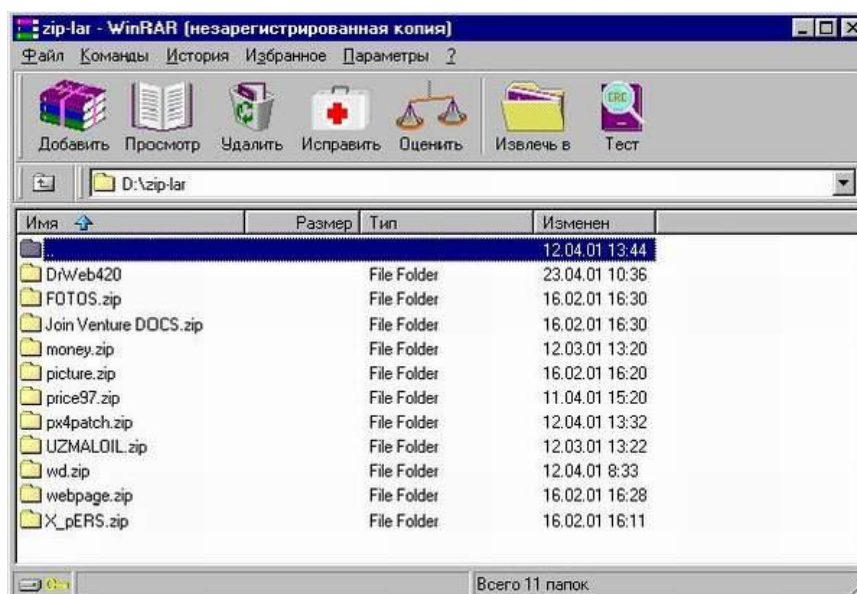 zip-lar - WinRAR (незарегистрированная копия)
Файл Команды История Избранное Параметры ?
CRC
Добавить Просмотр Удалить Исправить Оценить Извлечь в Тест
D:\zip-lar
Имя Размер Тип Изменен
.. 12.04.01 13:44
DrWeb420 File Folder 23.04.01 10:36
FOTOS.zip File Folder 16.02.01 16:30
Join Venture DOCS.zip File Folder 16.02.01 16:30
money.zip File Folder 12.03.01 13:20
picture.zip File Folder 16.02.01 16:20
price97.zip File Folder 11.04.01 15:20
px4patch.zip File Folder 12.04.01 13:32
UZMALOIL.zip File Folder 12.03.01 13:22
wd.zip File Folder 12.04.01 8:33
webpage.zip File Folder 16.02.01 16:28
X_pERS.zip File Folder 16.02.01 16:11
Всего 11 папок